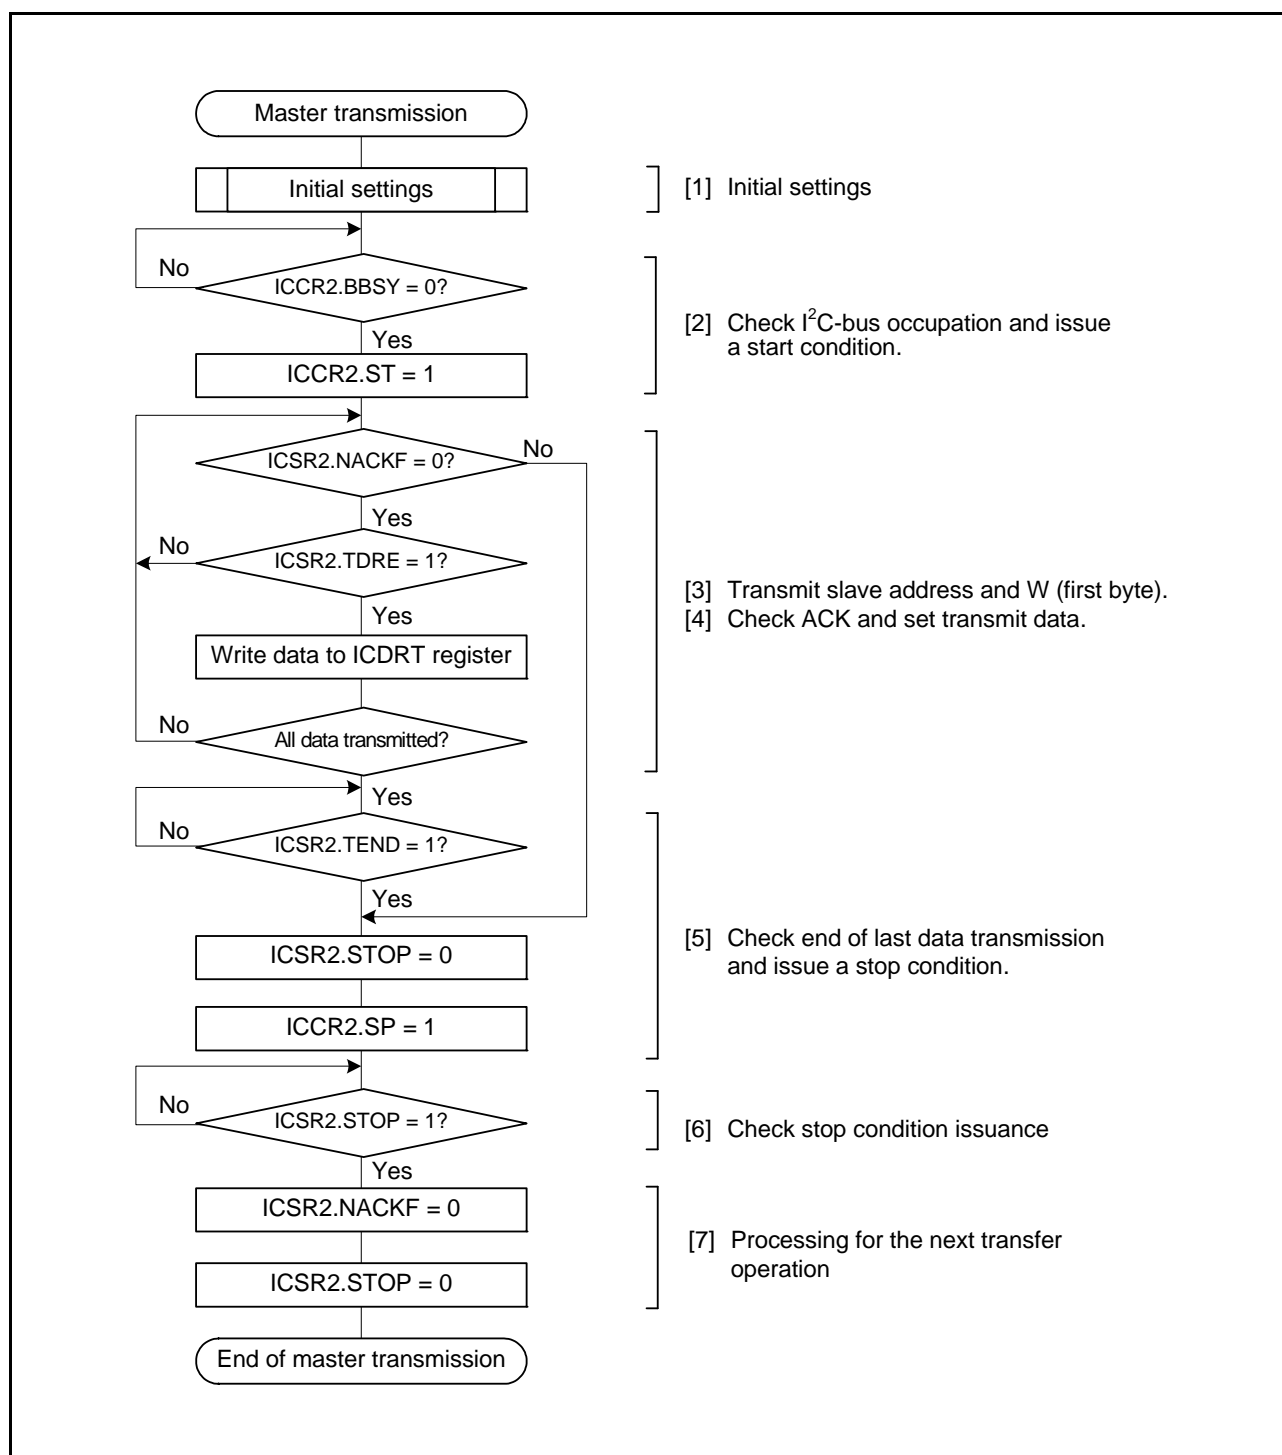 Master transmission
Initial settings
[1] Initial settings
No
ICCR2.BBSY = 0?
[2] Check I²C-bus occupation and issue
a start condition.
Yes
ICCR2.ST = 1
ICSR2.NACKF = 0?
No
Yes
No
ICSR2.TDRE = 1?
[3] Transmit slave address and W (first byte).
[4] Check ACK and set transmit data.
Yes
Write data to ICDRT register
No
All data transmitted?
Yes
No
ICSR2.TEND = 1?
Yes
[5] Check end of last data transmission
and issue a stop condition.
ICSR2.STOP = 0
ICCR2.SP = 1
No
ICSR2.STOP = 1?
[6] Check stop condition issuance
Yes
ICSR2.NACKF = 0
[7] Processing for the next transfer
operation
ICSR2.STOP = 0
End of master transmission